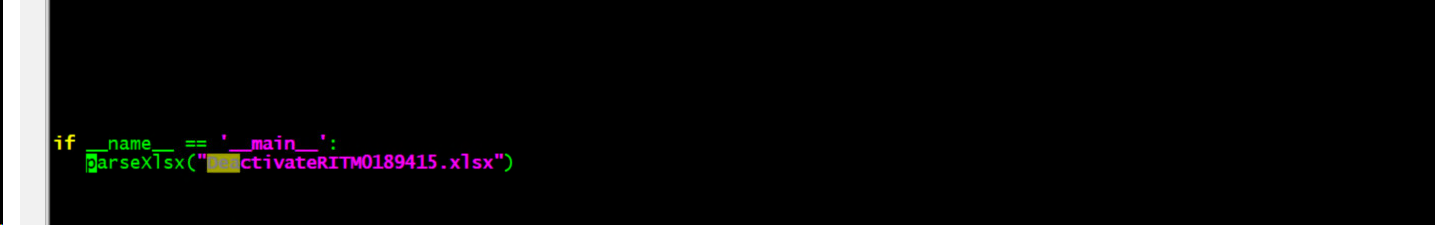 if __name__ == '__main__':
parseXlsx("DeactivateRITM0189415.xlsx")